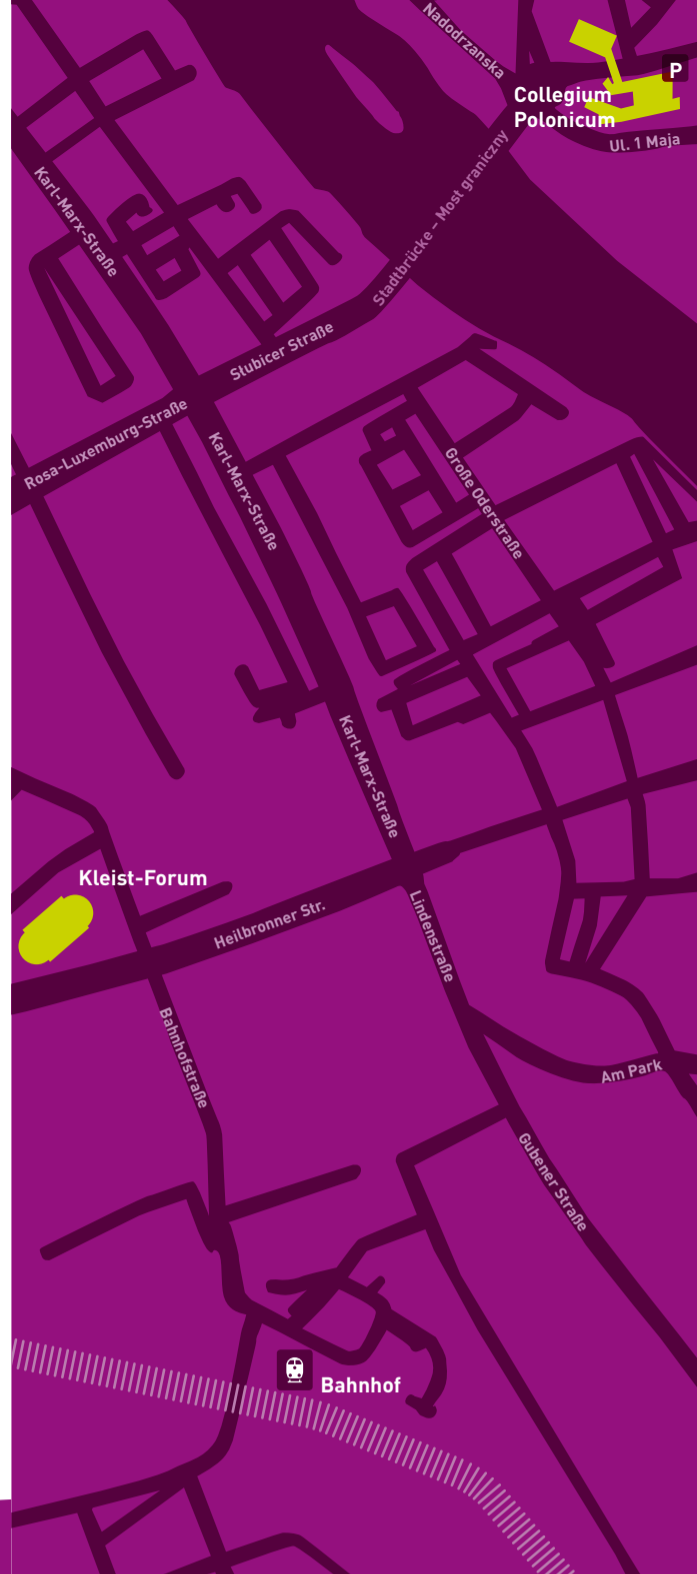 Nadodrzanska
P
Collegium
Polonicum
Ul. 1 Maja
Stadtbrücke – Most graniczny
Karl-Marx-Straße
Słubicer Straße
Rosa-Luxemburg-Straße
Karl-Marx-Straße
Große Oderstraße
Karl-Marx-Straße
Kleist-Forum
Heilbronner Str.
Lindenstraße
Bahnhofstraße
Am Park
Gubener Straße
Bahnhof